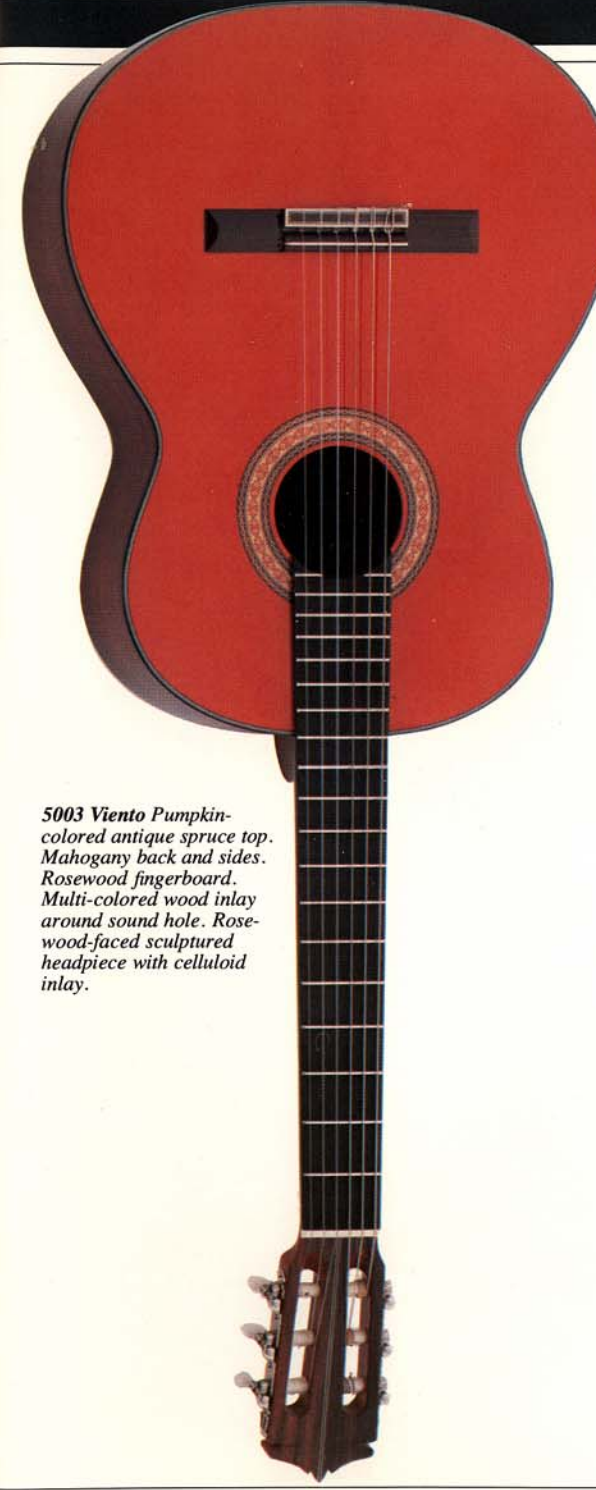 5003 Viento Pumpkin-
colored antique spruce top.
Mahogany back and sides.
Rosewood fingerboard.
Multi-colored wood inlay
around sound hole. Rose-
wood-faced sculptured
headpiece with celluloid
inlay.